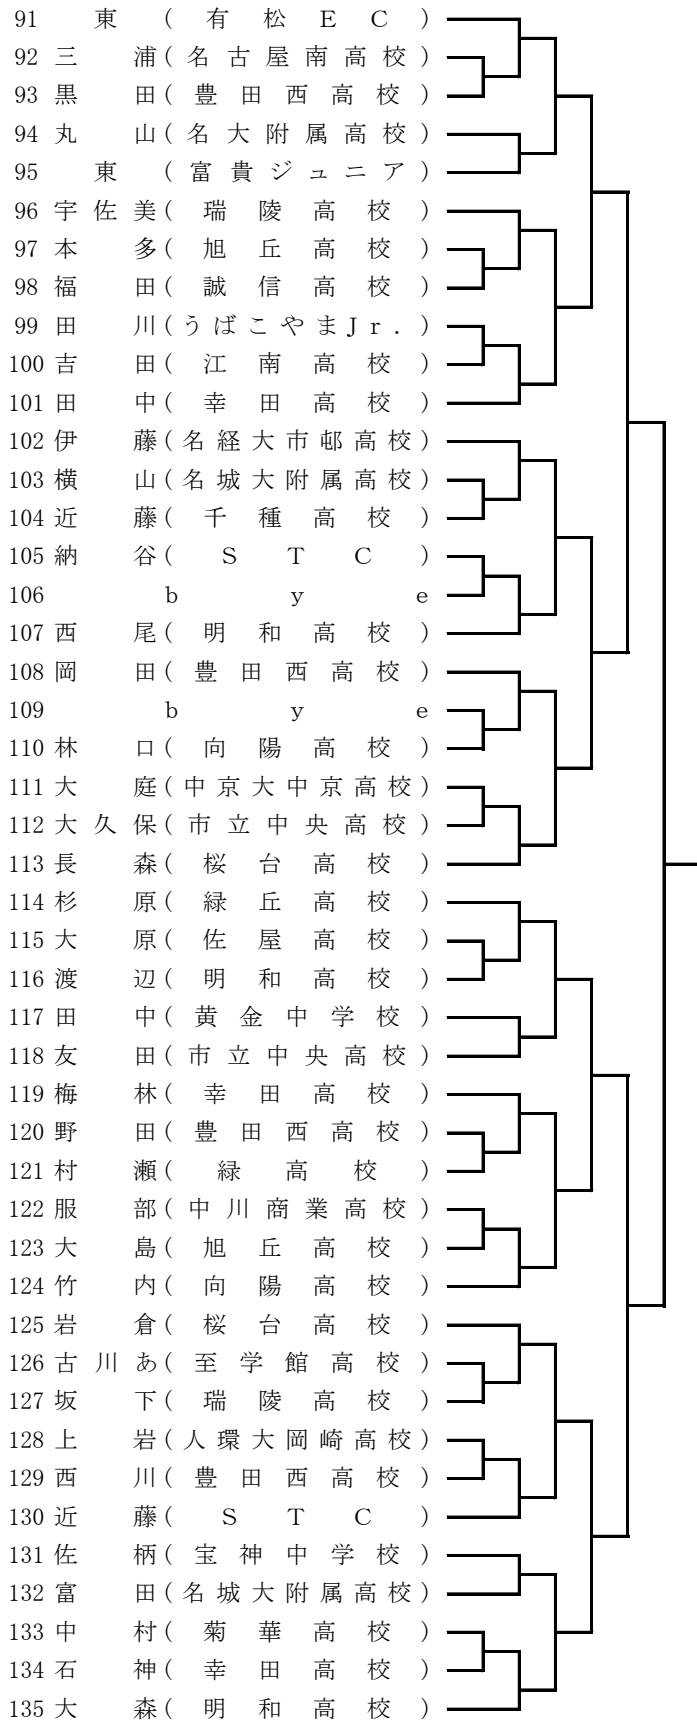 91 東 (有松EC)
92 三浦(名古屋南高校)
93 黒田(豊田西高校)
94 丸山(名大附属高校)
95 東 (富貴ジュニア)
96 宇佐美(瑞陵高校)
97 本多(旭丘高校)
98 福田(誠信高校)
99 田川(うばこやまJr.)
100 吉田(江南高校)
101 田中(幸田高校)
102 伊藤(名経大市邨高校)
103 横山(名城大附属高校)
104 近藤(千種高校)
105 納谷(STC)
106 bye
107 西尾(明和高校)
108 岡田(豊田西高校)
109 bye
110 林口(向陽高校)
111 大庭(中京大中京高校)
112 大久保(市立中央高校)
113 長森(桜台高校)
114 杉原(緑丘高校)
115 大原(佐屋高校)
116 渡辺(明和高校)
117 田中(黄金中学校)
118 友田(市立中央高校)
119 梅林(幸田高校)
120 野田(豊田西高校)
121 村瀬(緑高校)
122 服部(中川商業高校)
123 大島(旭丘高校)
124 竹内(向陽高校)
125 岩倉(桜台高校)
126 古川あ(至学館高校)
127 坂下(瑞陵高校)
128 上岩(人環大岡崎高校)
129 西川(豊田西高校)
130 近藤(STC)
131 佐柄(宝神中学校)
132 富田(名城大附属高校)
133 中村(菊華高校)
134 石神(幸田高校)
135 大森(明和高校)